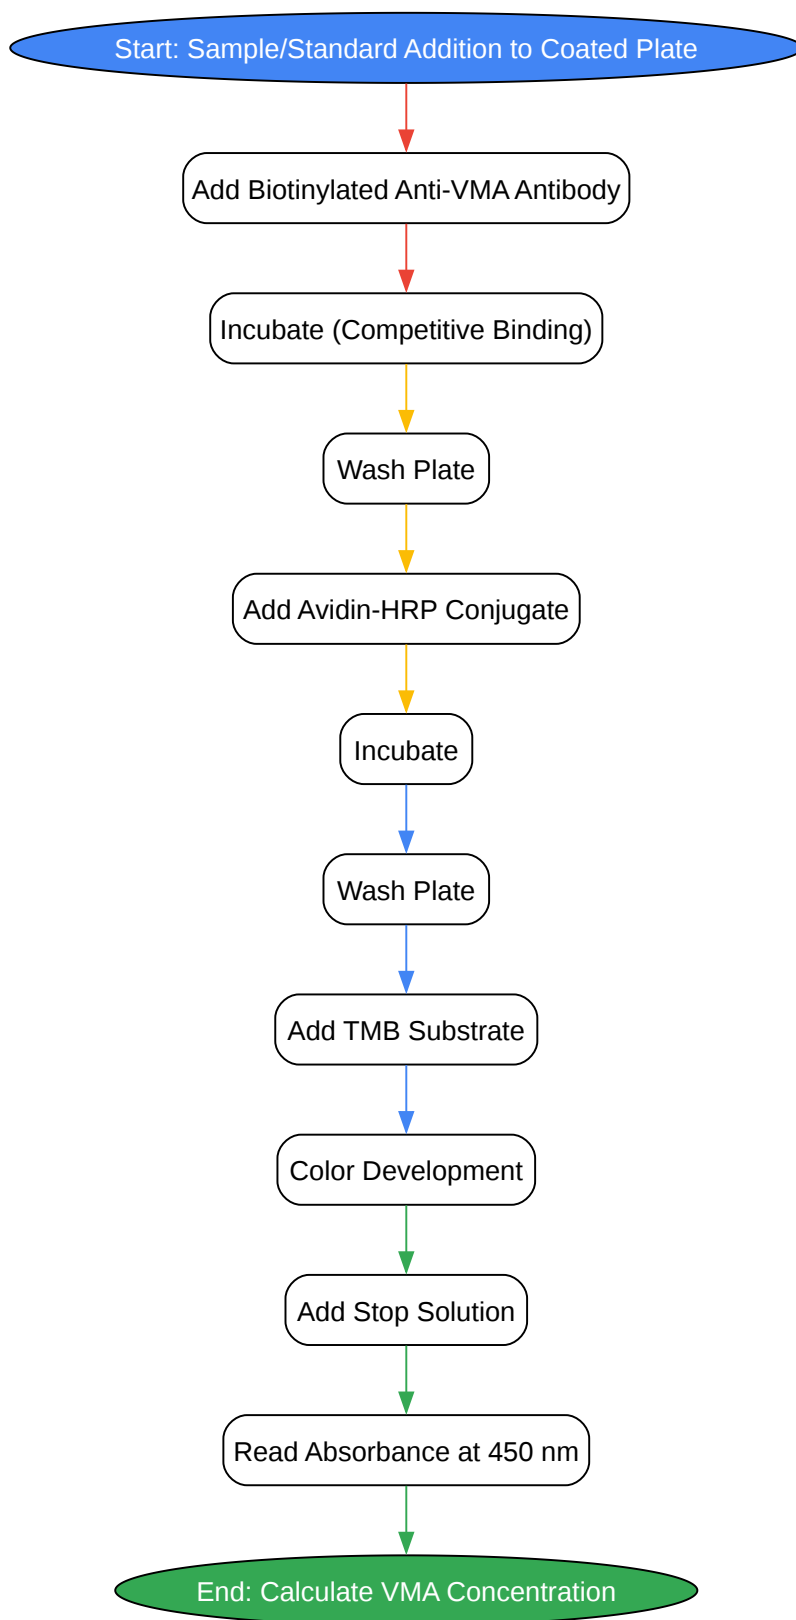 Start: Sample/Standard Addition to Coated Plate
Add Biotinylated Anti-VMA Antibody
Incubate (Competitive Binding)
Wash Plate
Add Avidin-HRP Conjugate
Incubate
Wash Plate
Add TMB Substrate
Color Development
Add Stop Solution
Read Absorbance at 450 nm
End: Calculate VMA Concentration